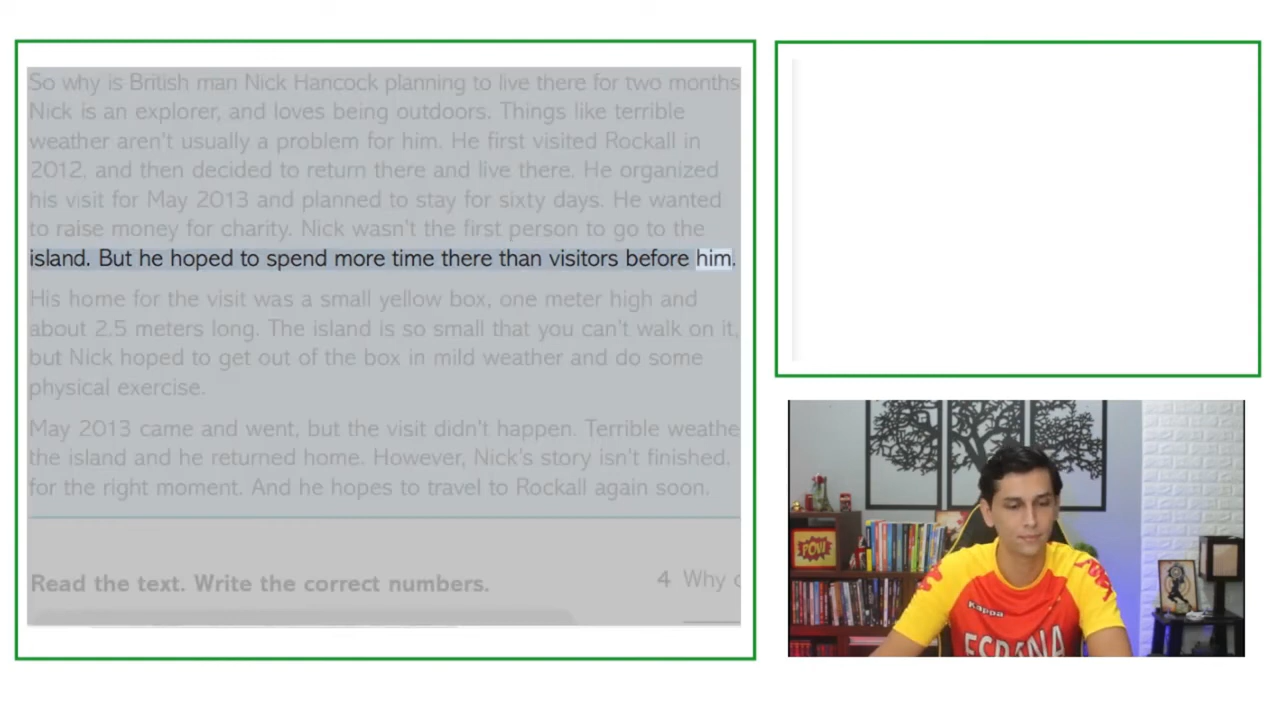 So why is British man Nick Hancock planning to live there for two months
Nick is an explorer, and loves being outdoors. Things like terrible
weather aren't usually a problem for him. He first visited Rockall in
2012, and then decided to return there and live there. He organized
his visit for May 2013 and planned to stay for sixty days. He wanted
to raise money for charity. Nick wasn't the first person to go to the
island. But he hoped to spend more time there than visitors before him.
His home for the visit was a small yellow box, one meter high and
about 2.5 meters long. The island is so small that you can't walk on it,
but Nick hoped to get out of the box in mild weather and do some
physical exercise.
May 2013 came and went, but the visit didn't happen. Terrible weathe
the island and he returned home. However, Nick's story isn't finished.
for the right moment. And he hopes to travel to Rockall again soon.
Read the text. Write the correct numbers.
4 Why
POW!
Kappa
ESPAÑA